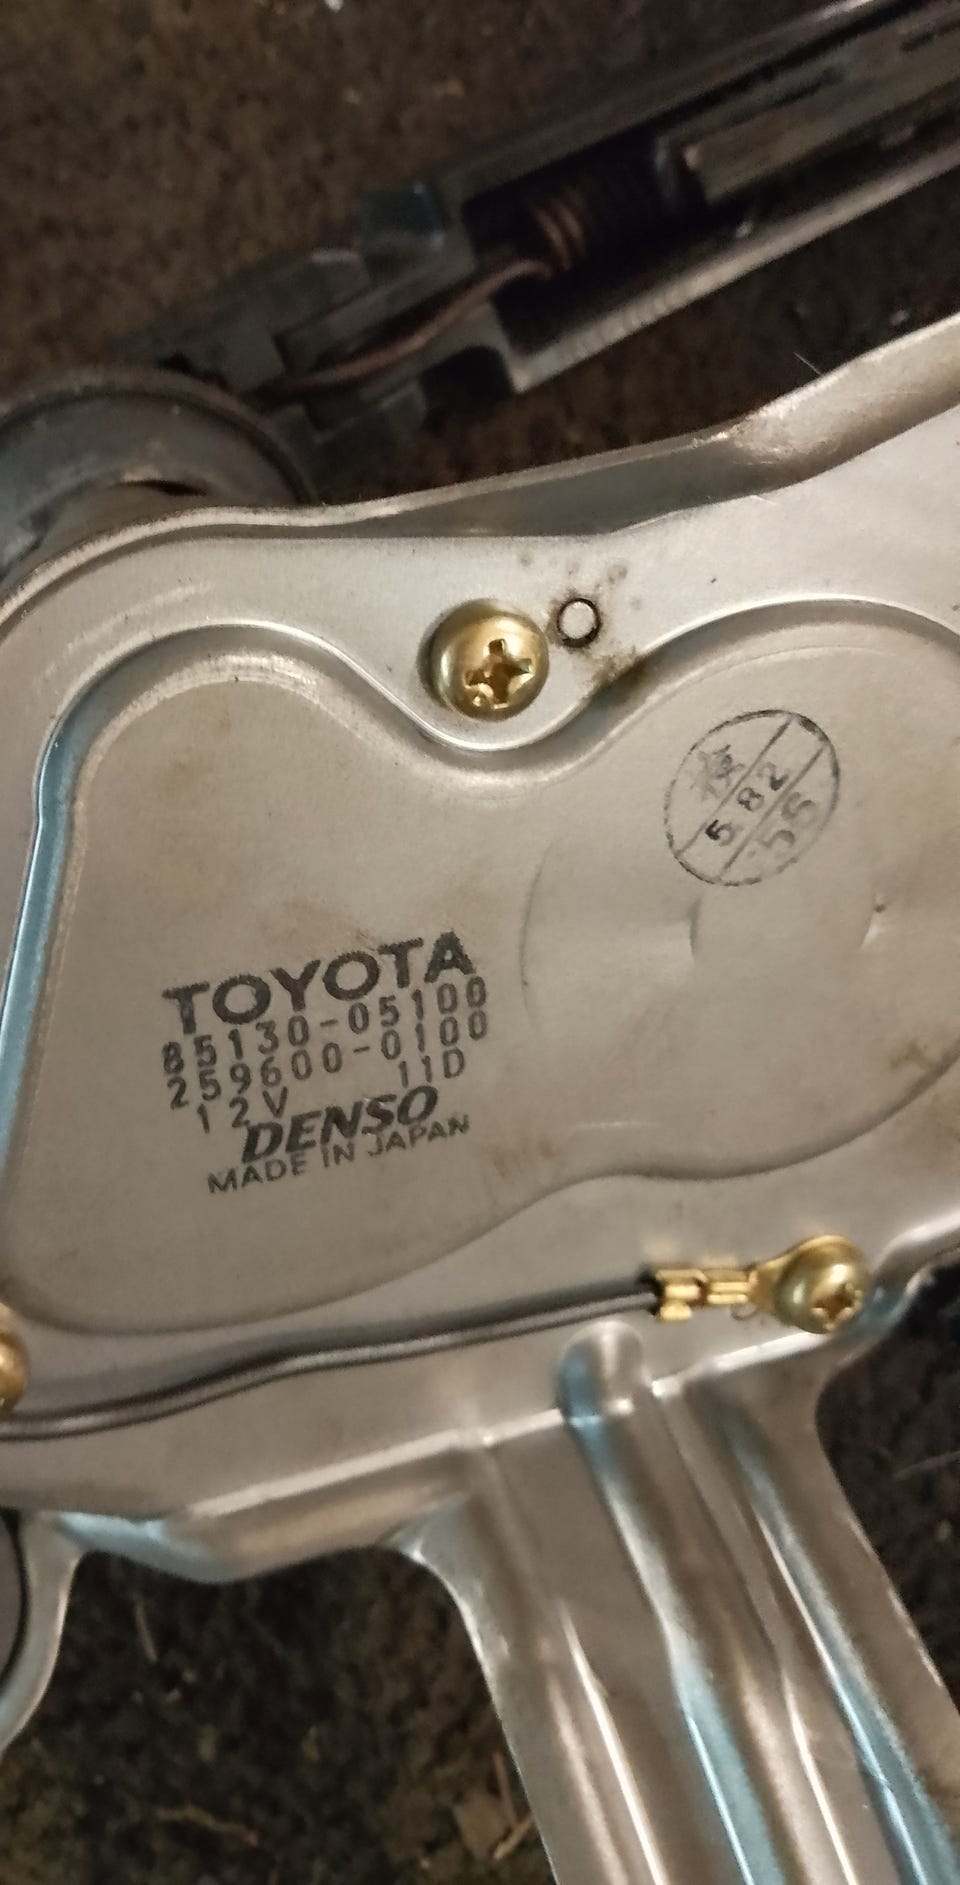 TOYOTA
85130-05100
259600-0100
12V 11D
DENSO
MADE IN JAPAN
582
56